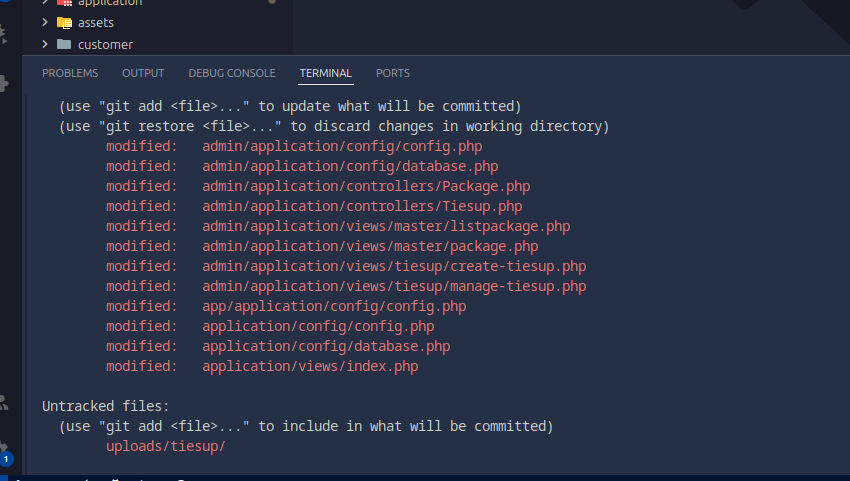 application
assets
customer
PROBLEMS OUTPUT DEBUG CONSOLE TERMINAL PORTS
(use "git add <file>..." to update what will be committed)
(use "git restore <file>..." to discard changes in working directory)
modified: admin/application/config/config.php
modified: admin/application/config/database.php
modified: admin/application/controllers/Package.php
modified: admin/application/controllers/Tiesup.php
modified: admin/application/views/master/listpackage.php
modified: admin/application/views/master/package.php
modified: admin/application/views/tiesup/create-tiesup.php
modified: admin/application/views/tiesup/manage-tiesup.php
modified: app/application/config/config.php
modified: application/config/config.php
modified: application/config/database.php
modified: application/views/index.php
Untracked files:
(use "git add <file>..." to include in what will be committed)
uploads/tiesup/
1